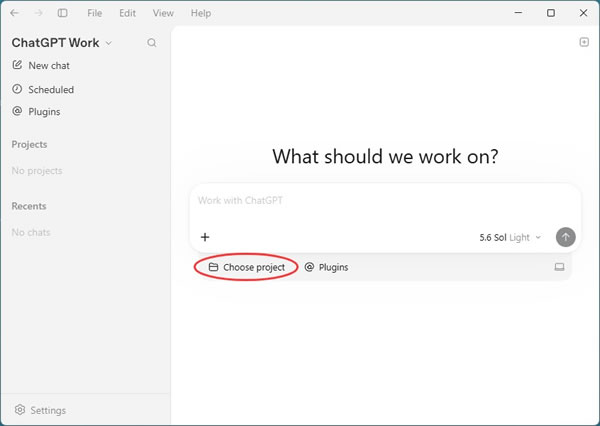 File Edit View Help
ChatGPT Work
New chat
Scheduled
Plugins
Projects
No projects
Recents
No chats
Settings
What should we work on?
Work with ChatGPT
5.6 Sol Light
Choose project
Plugins